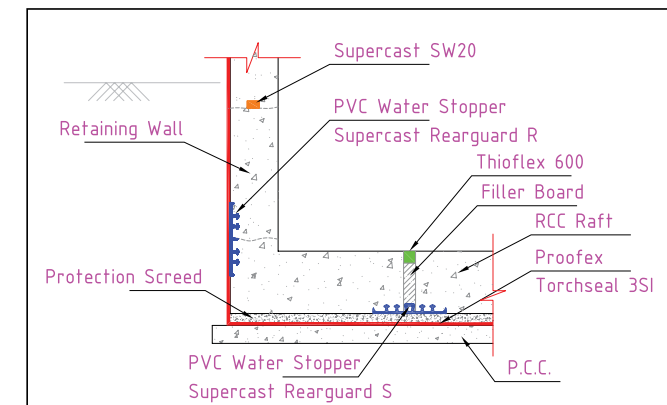 Supercast SW20
PVC Water Stopper
Supercast Rearguard R
Retaining Wall
Thioflex 600
Filler Board
RCC Raft
Proofex
Torchseal 3SI
Protection Screed
PVC Water Stopper
Supercast Rearguard S
P.C.C.